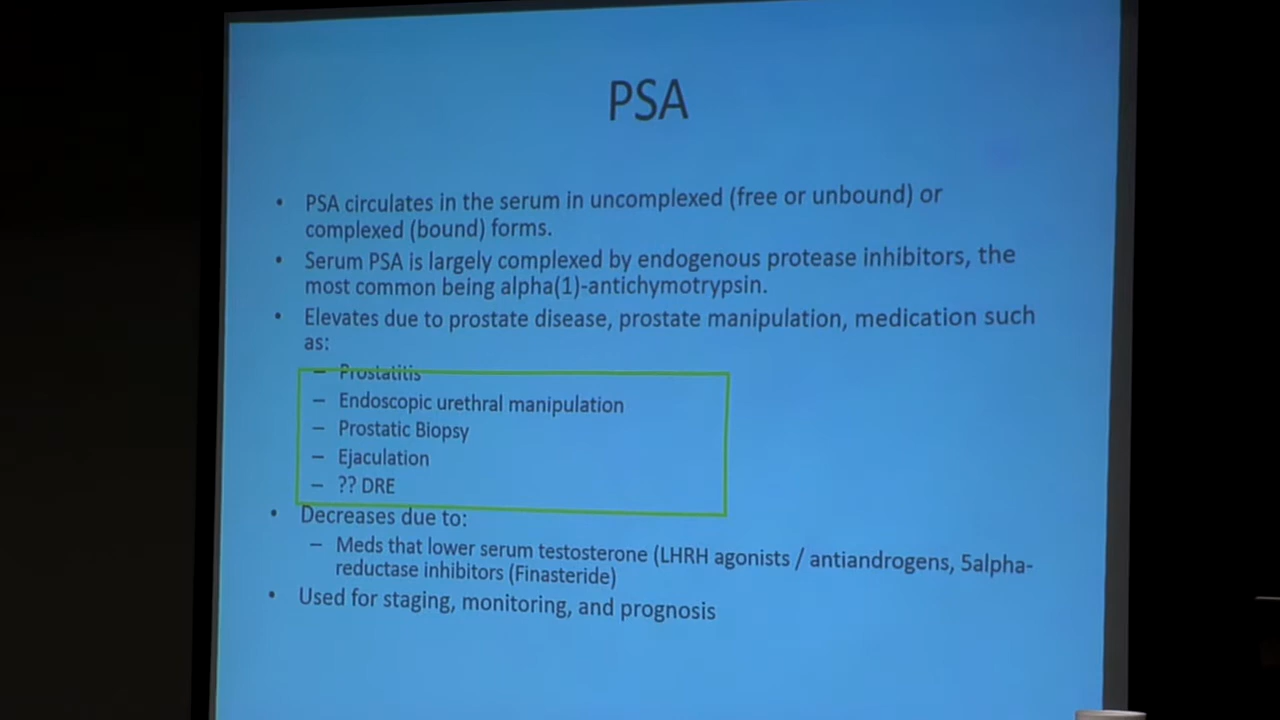 PSA
• PSA circulates in the serum in uncomplexed (free or unbound) or
complexed (bound) forms.
• Serum PSA is largely complexed by endogenous protease inhibitors, the
most common being alpha(1)-antichymotrypsin.
• Elevates due to prostate disease, prostate manipulation, medication such
as:
– Prostatitis
– Endoscopic urethral manipulation
– Prostatic Biopsy
– Ejaculation
– ?? DRE
• Decreases due to:
– Meds that lower serum testosterone (LHRH agonists / antiandrogens, 5alpha-
reductase inhibitors (Finasteride)
• Used for staging, monitoring, and prognosis